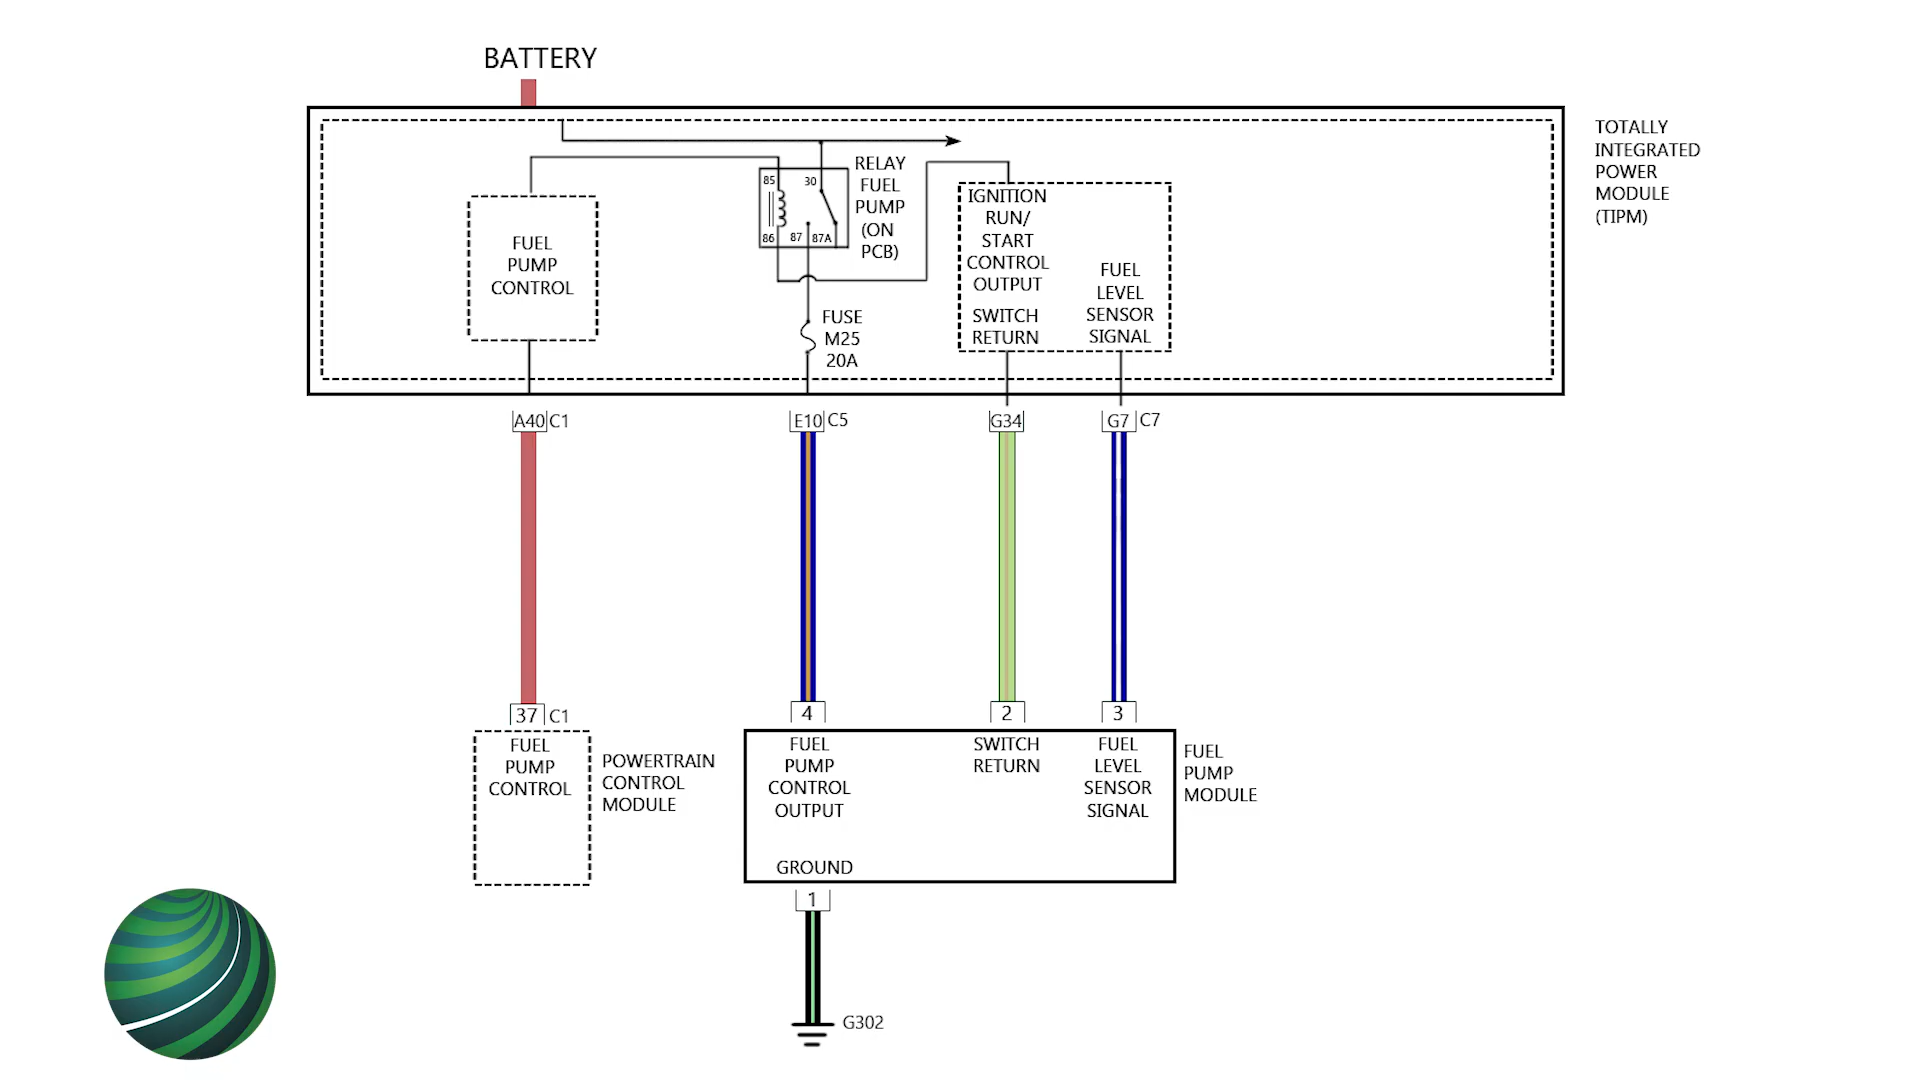 BATTERY
TOTALLY
INTEGRATED
POWER
MODULE
(TIPM)
RELAY
FUEL
PUMP
(ON
PCB)
85
30
86
87
87A
FUEL
PUMP
CONTROL
IGNITION
RUN/
START
CONTROL
OUTPUT
SWITCH
RETURN
FUEL
LEVEL
SENSOR
SIGNAL
FUSE
M25
20A
A40 C1
E10 C5
G34
G7 C7
37 C1
4
2
3
FUEL
PUMP
CONTROL
POWERTRAIN
CONTROL
MODULE
FUEL
PUMP
CONTROL
OUTPUT
SWITCH
RETURN
FUEL
LEVEL
SENSOR
SIGNAL
FUEL
PUMP
MODULE
GROUND
1
G302